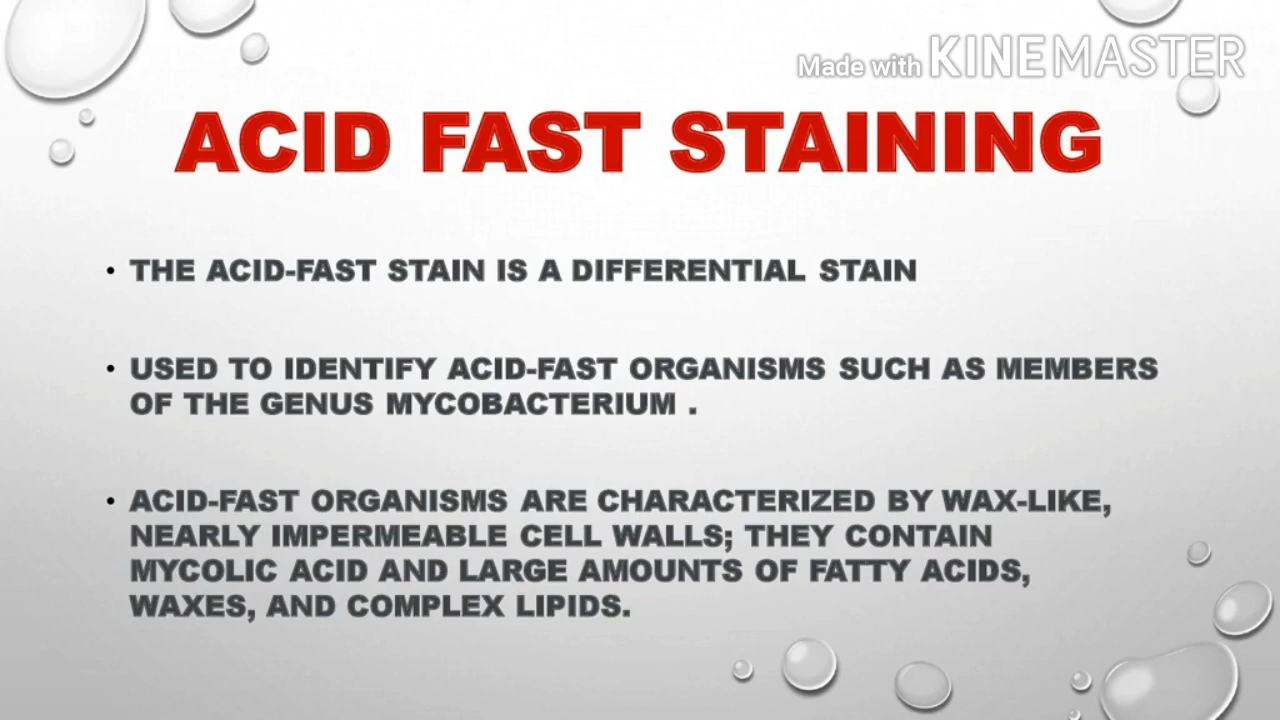 Made with KINEMASTER
ACID FAST STAINING
• THE ACID-FAST STAIN IS A DIFFERENTIAL STAIN
• USED TO IDENTIFY ACID-FAST ORGANISMS SUCH AS MEMBERS
OF THE GENUS MYCOBACTERIUM .
• ACID-FAST ORGANISMS ARE CHARACTERIZED BY WAX-LIKE,
NEARLY IMPERMEABLE CELL WALLS; THEY CONTAIN
MYCOLIC ACID AND LARGE AMOUNTS OF FATTY ACIDS,
WAXES, AND COMPLEX LIPIDS.